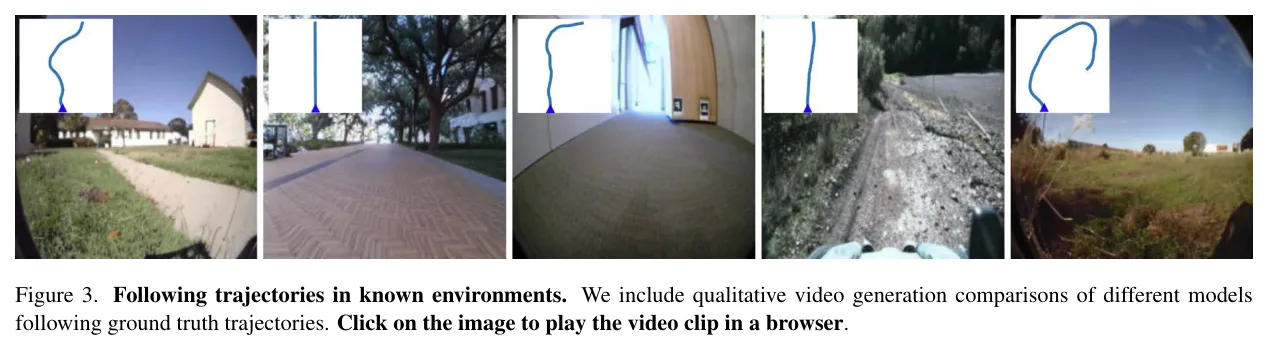 Figure 3. Following trajectories in known environments. We include qualitative video generation comparisons of different models
following ground truth trajectories. Click on the image to play the video clip in a browser.